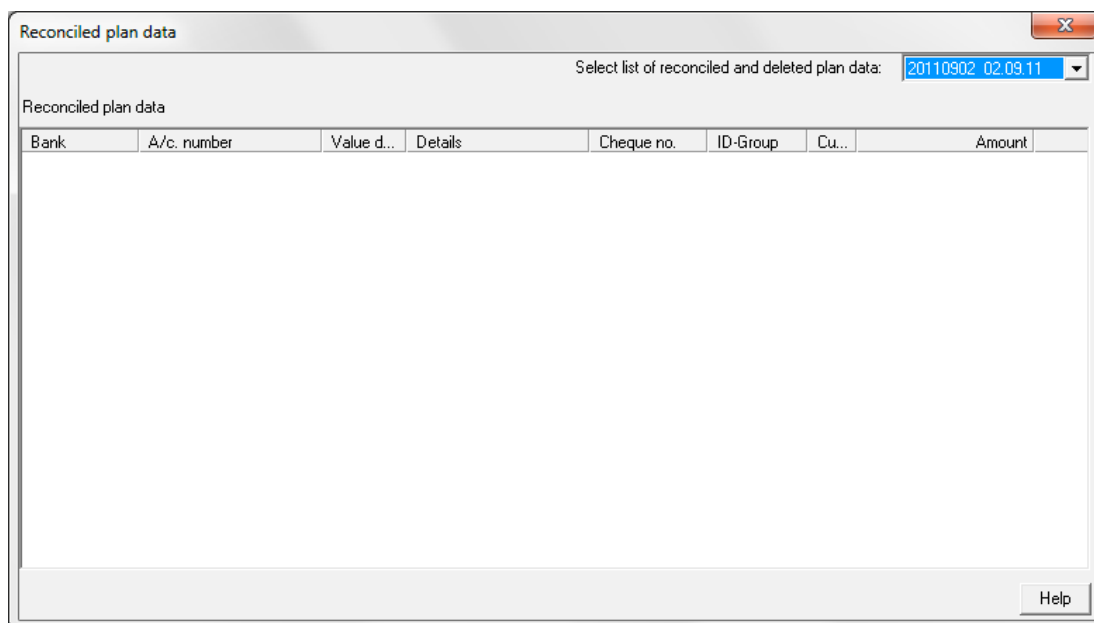 Reconciled plan data
Select list of reconciled and deleted plan data: 20110902 02.09.11
Reconciled plan data
Bank A/c. number Value d... Details Cheque no. ID-Group Cu... Amount
Help